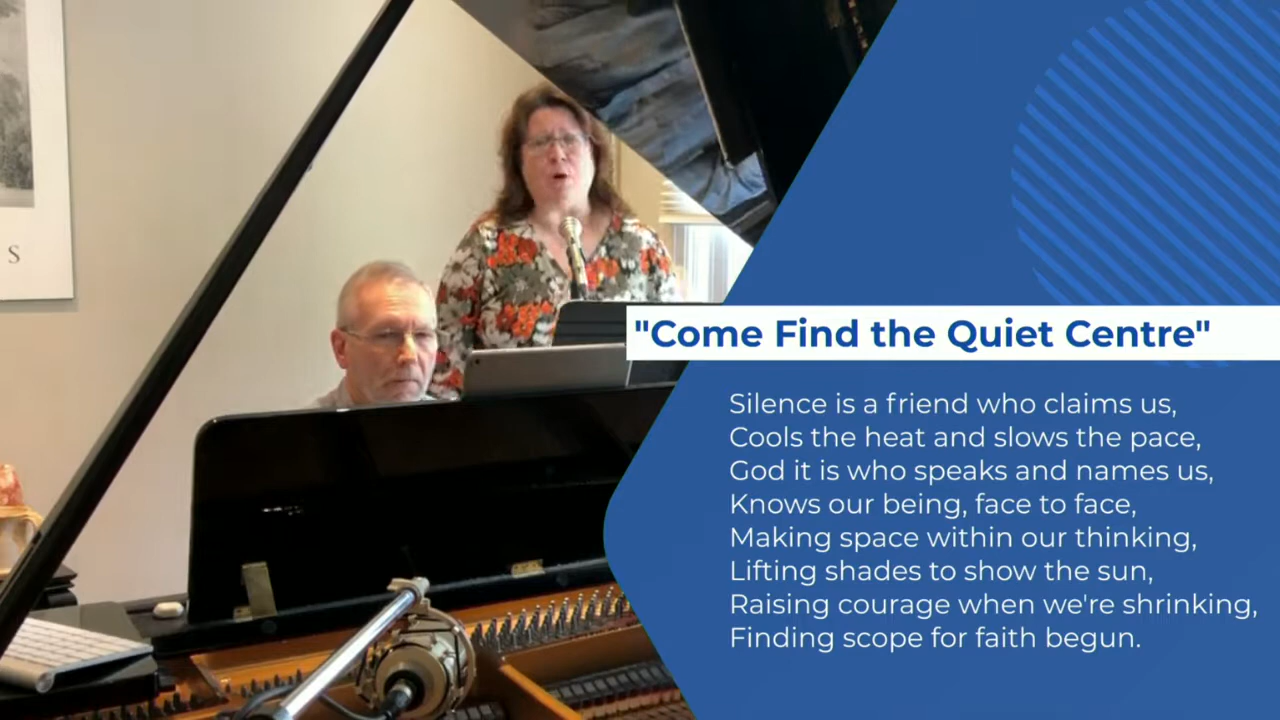 S
"Come Find the Quiet Centre"
Silence is a friend who claims us,
Cools the heat and slows the pace,
God it is who speaks and names us,
Knows our being, face to face,
Making space within our thinking,
Lifting shades to show the sun,
Raising courage when we're shrinking,
Finding scope for faith begun.